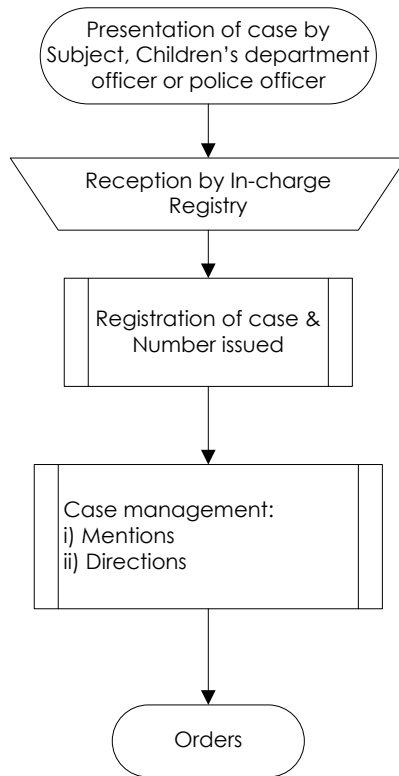 Presentation of case by
Subject, Children’s department
officer or police officer
Reception by In-charge
Registry
Registration of case &
Number issued
Case management:
i) Mentions
ii) Directions
Orders